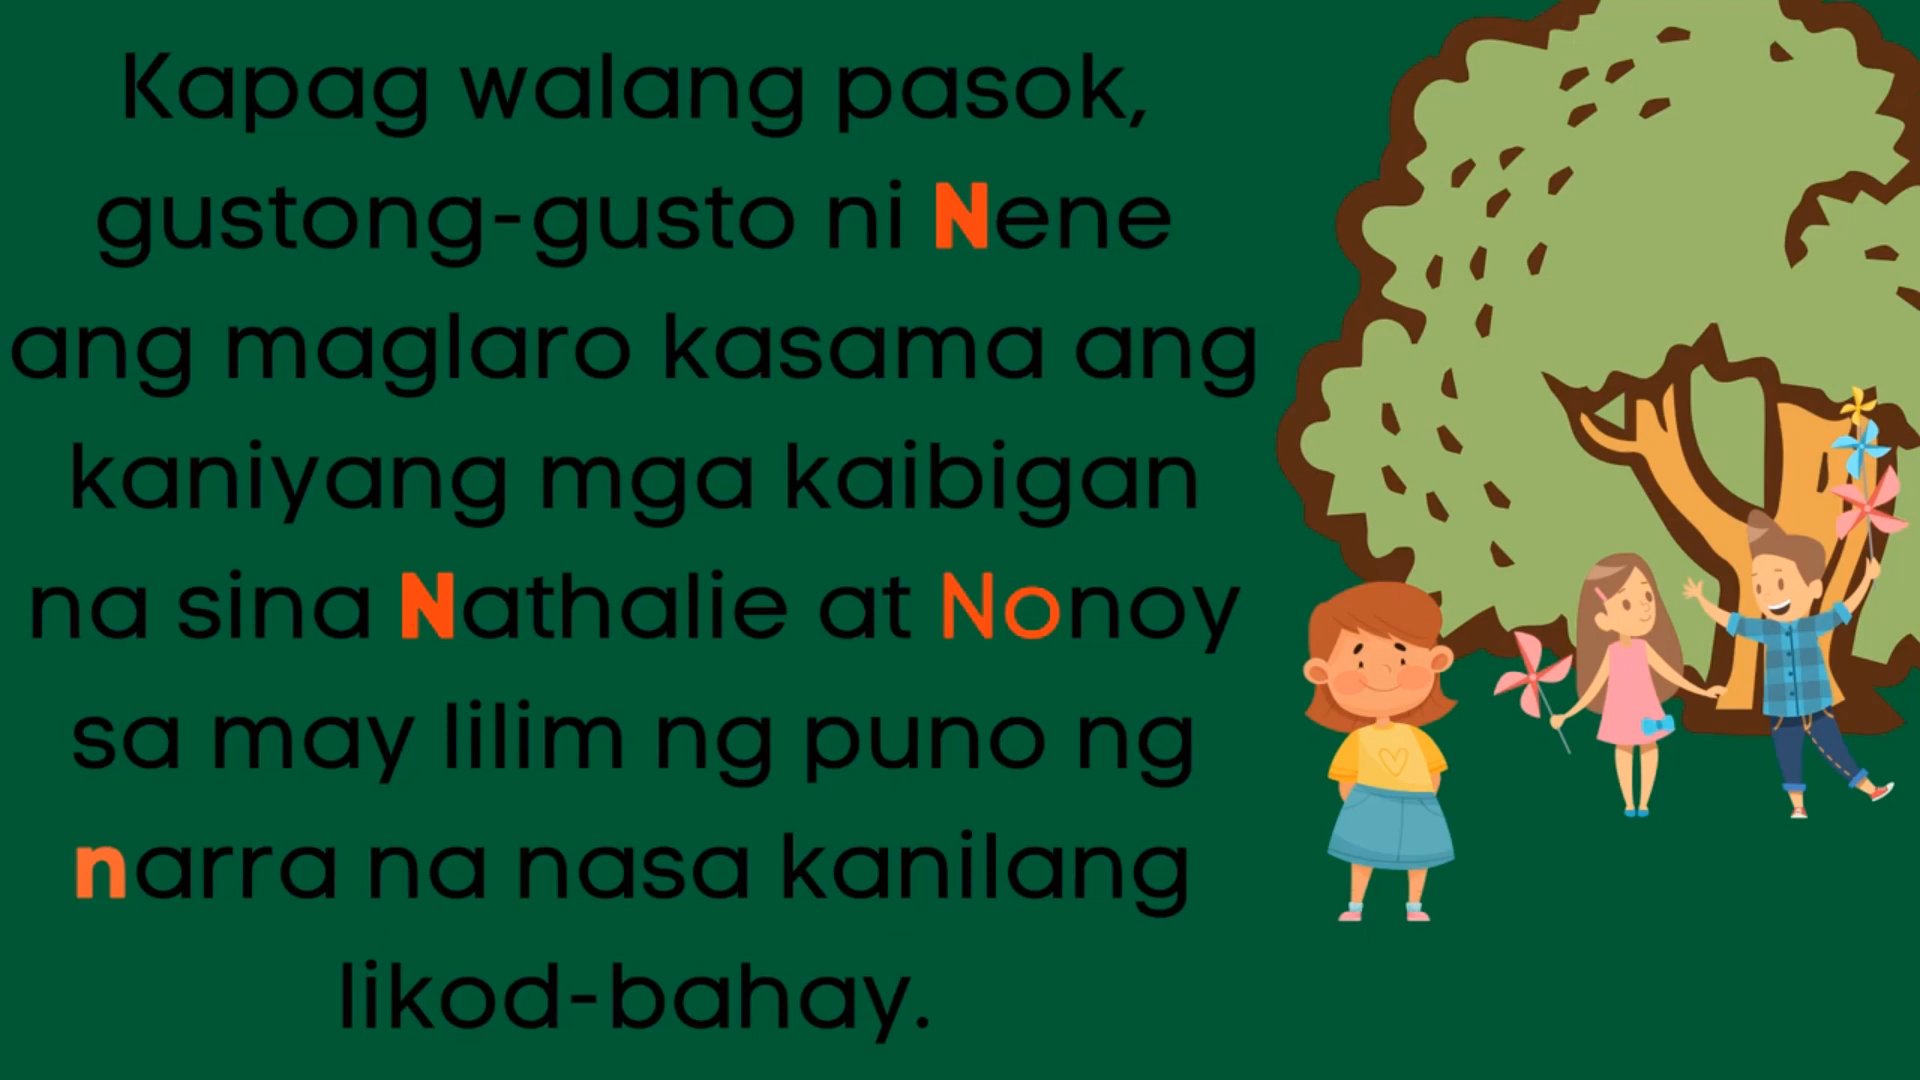 Kapag walang pasok,
gustong-gusto ni Nene
ang maglaro kasama ang
kaniyang mga kaibigan
na sina Nathalie at Nonoy
sa may lilim ng puno ng
narra na nasa kanilang
likod-bahay.